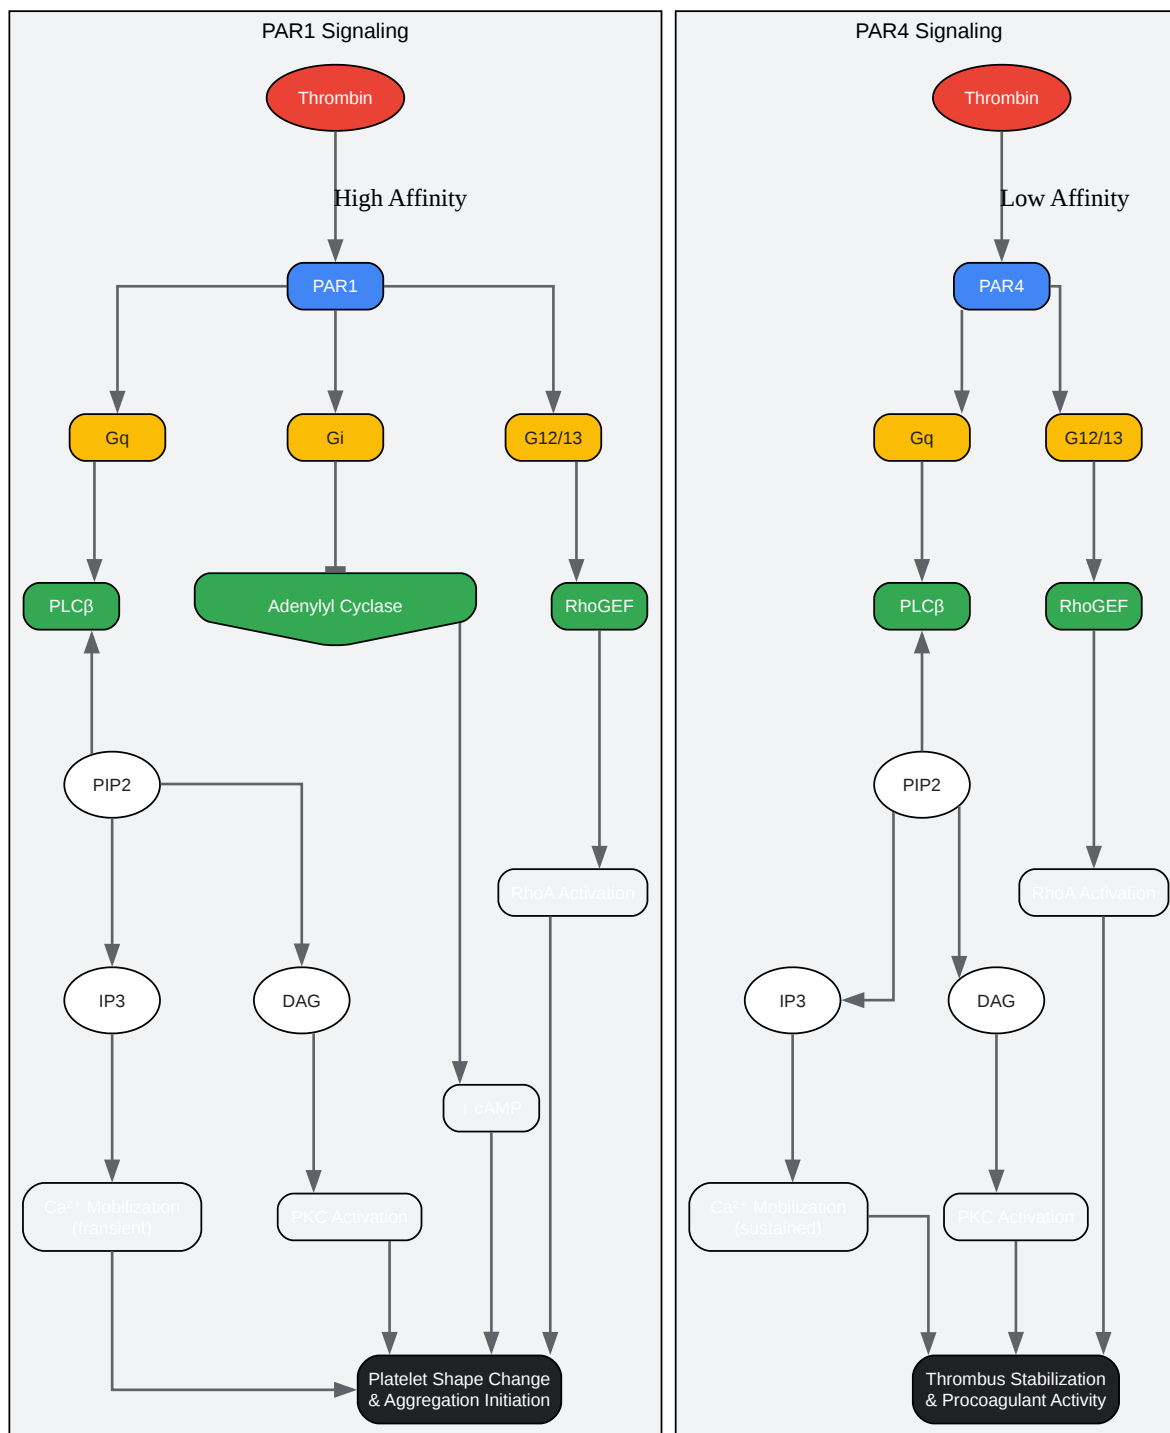 PAR1 Signaling
Thrombin
High Affinity
PAR1
Gq
Gi
G12/13
PLCβ
Adenylyl Cyclase
RhoGEF
PIP2
RhoA Activation
IP3
DAG
↓ cAMP
Ca²⁺ Mobilization
(transient)
PKC Activation
Platelet Shape Change
& Aggregation Initiation
PAR4 Signaling
Thrombin
Low Affinity
PAR4
Gq
G12/13
PLCβ
RhoGEF
PIP2
RhoA Activation
IP3
DAG
Ca²⁺ Mobilization
(sustained)
PKC Activation
Thrombus Stabilization
& Procoagulant Activity